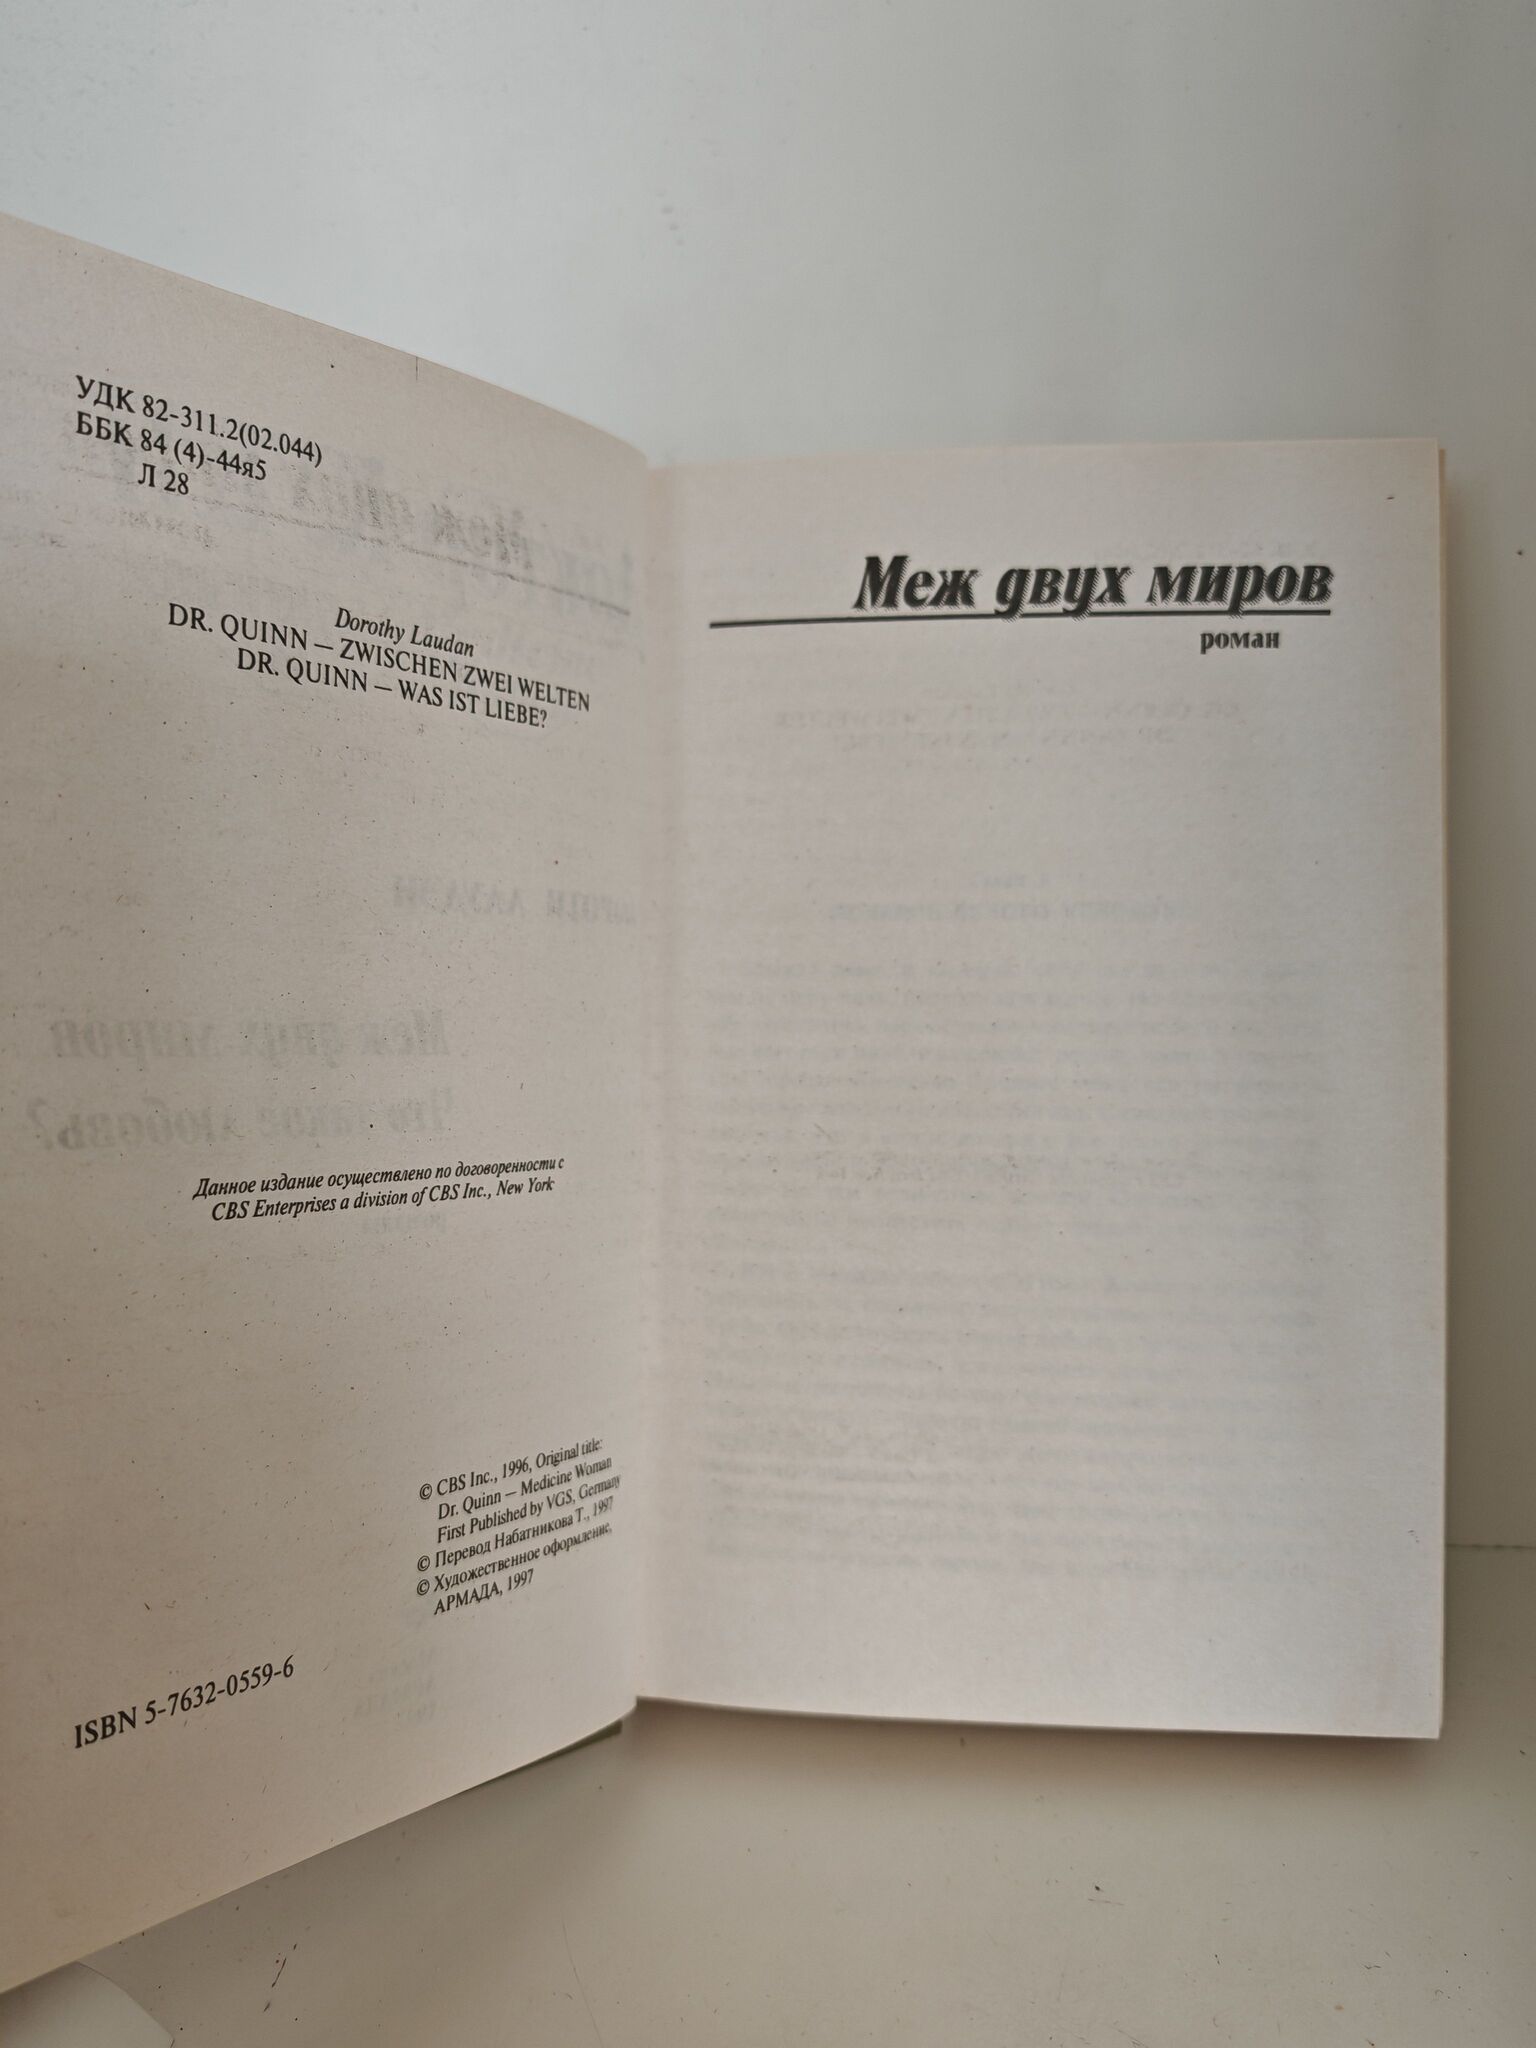 УДК 82-311.2(02.044)
ББК 84 (4)-44я5
Л 28
Dorothy Laudan
DR. QUINN — ZWISCHEN ZWEI WELTEN
DR. QUINN — WAS IST LIEBE?
Данное издание осуществлено по договоренности с
CBS Enterprises a division of CBS Inc., New York
© CBS Inc., 1996, Original title:
Dr. Quinn — Medicine Woman
First Published by VGS, Germany
© Перевод Набатникова Т., 1997
© Художественное оформление,
АРМАДА, 1997
ISBN 5-7632-0559-6
Меж двух миров
роман